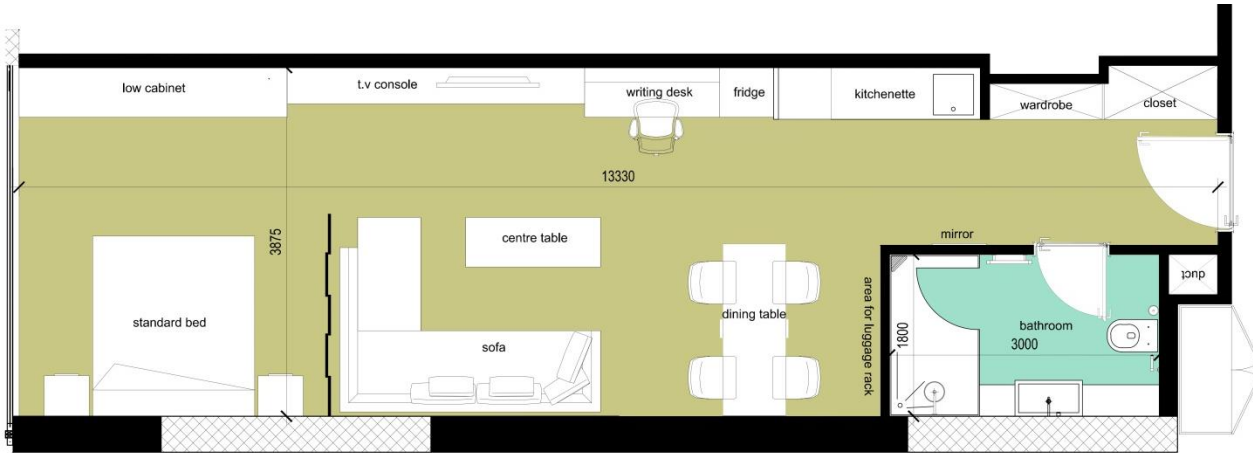 low cabinet
t.v console
writing desk
fridge
kitchenette
wardrobe
closet
13330
3875
centre table
mirror
duct
standard bed
sofa
dining table
area for luggage rack
1800
bathroom
3000